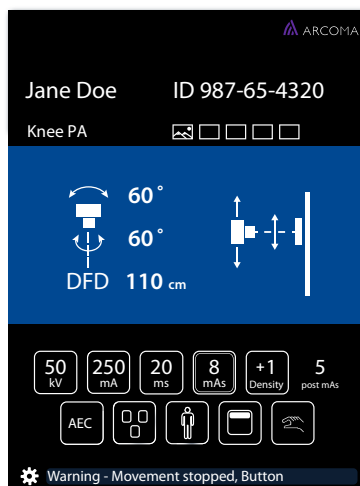 ARCOMA
Jane Doe ID 987-65-4320
Knee PA
60°
60°
DFD 110 cm
50 kV 250 mA 20 ms 8 mAs +1 Density 5 post mAs
AEC
Warning - Movement stopped, Button